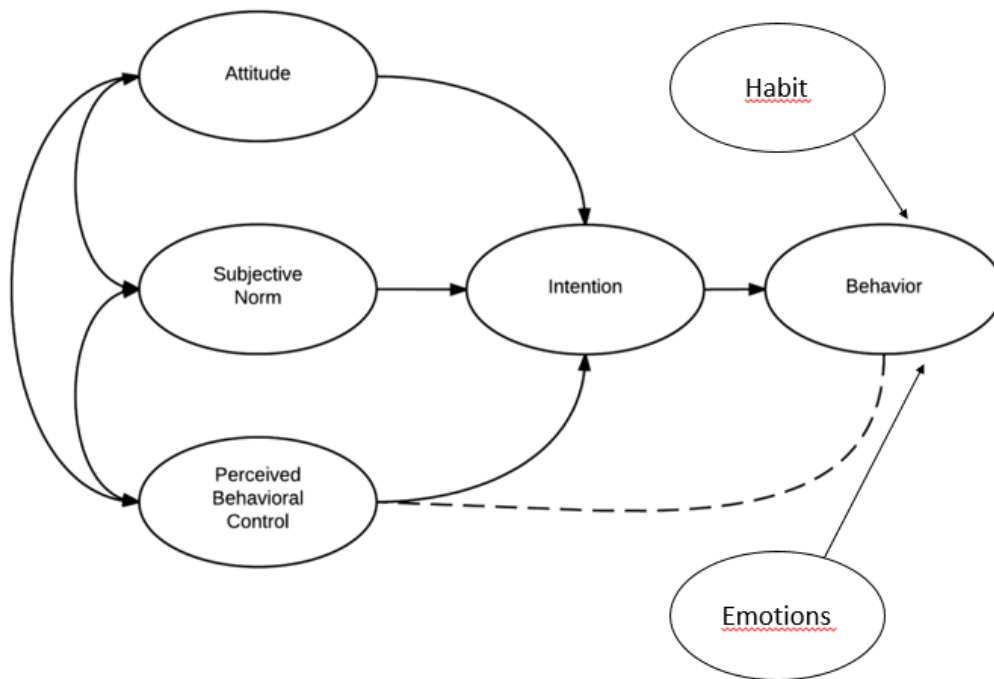 Attitude
Habit
Subjective
Norm
Intention
Behavior
Perceived
Behavioral
Control
Emotions